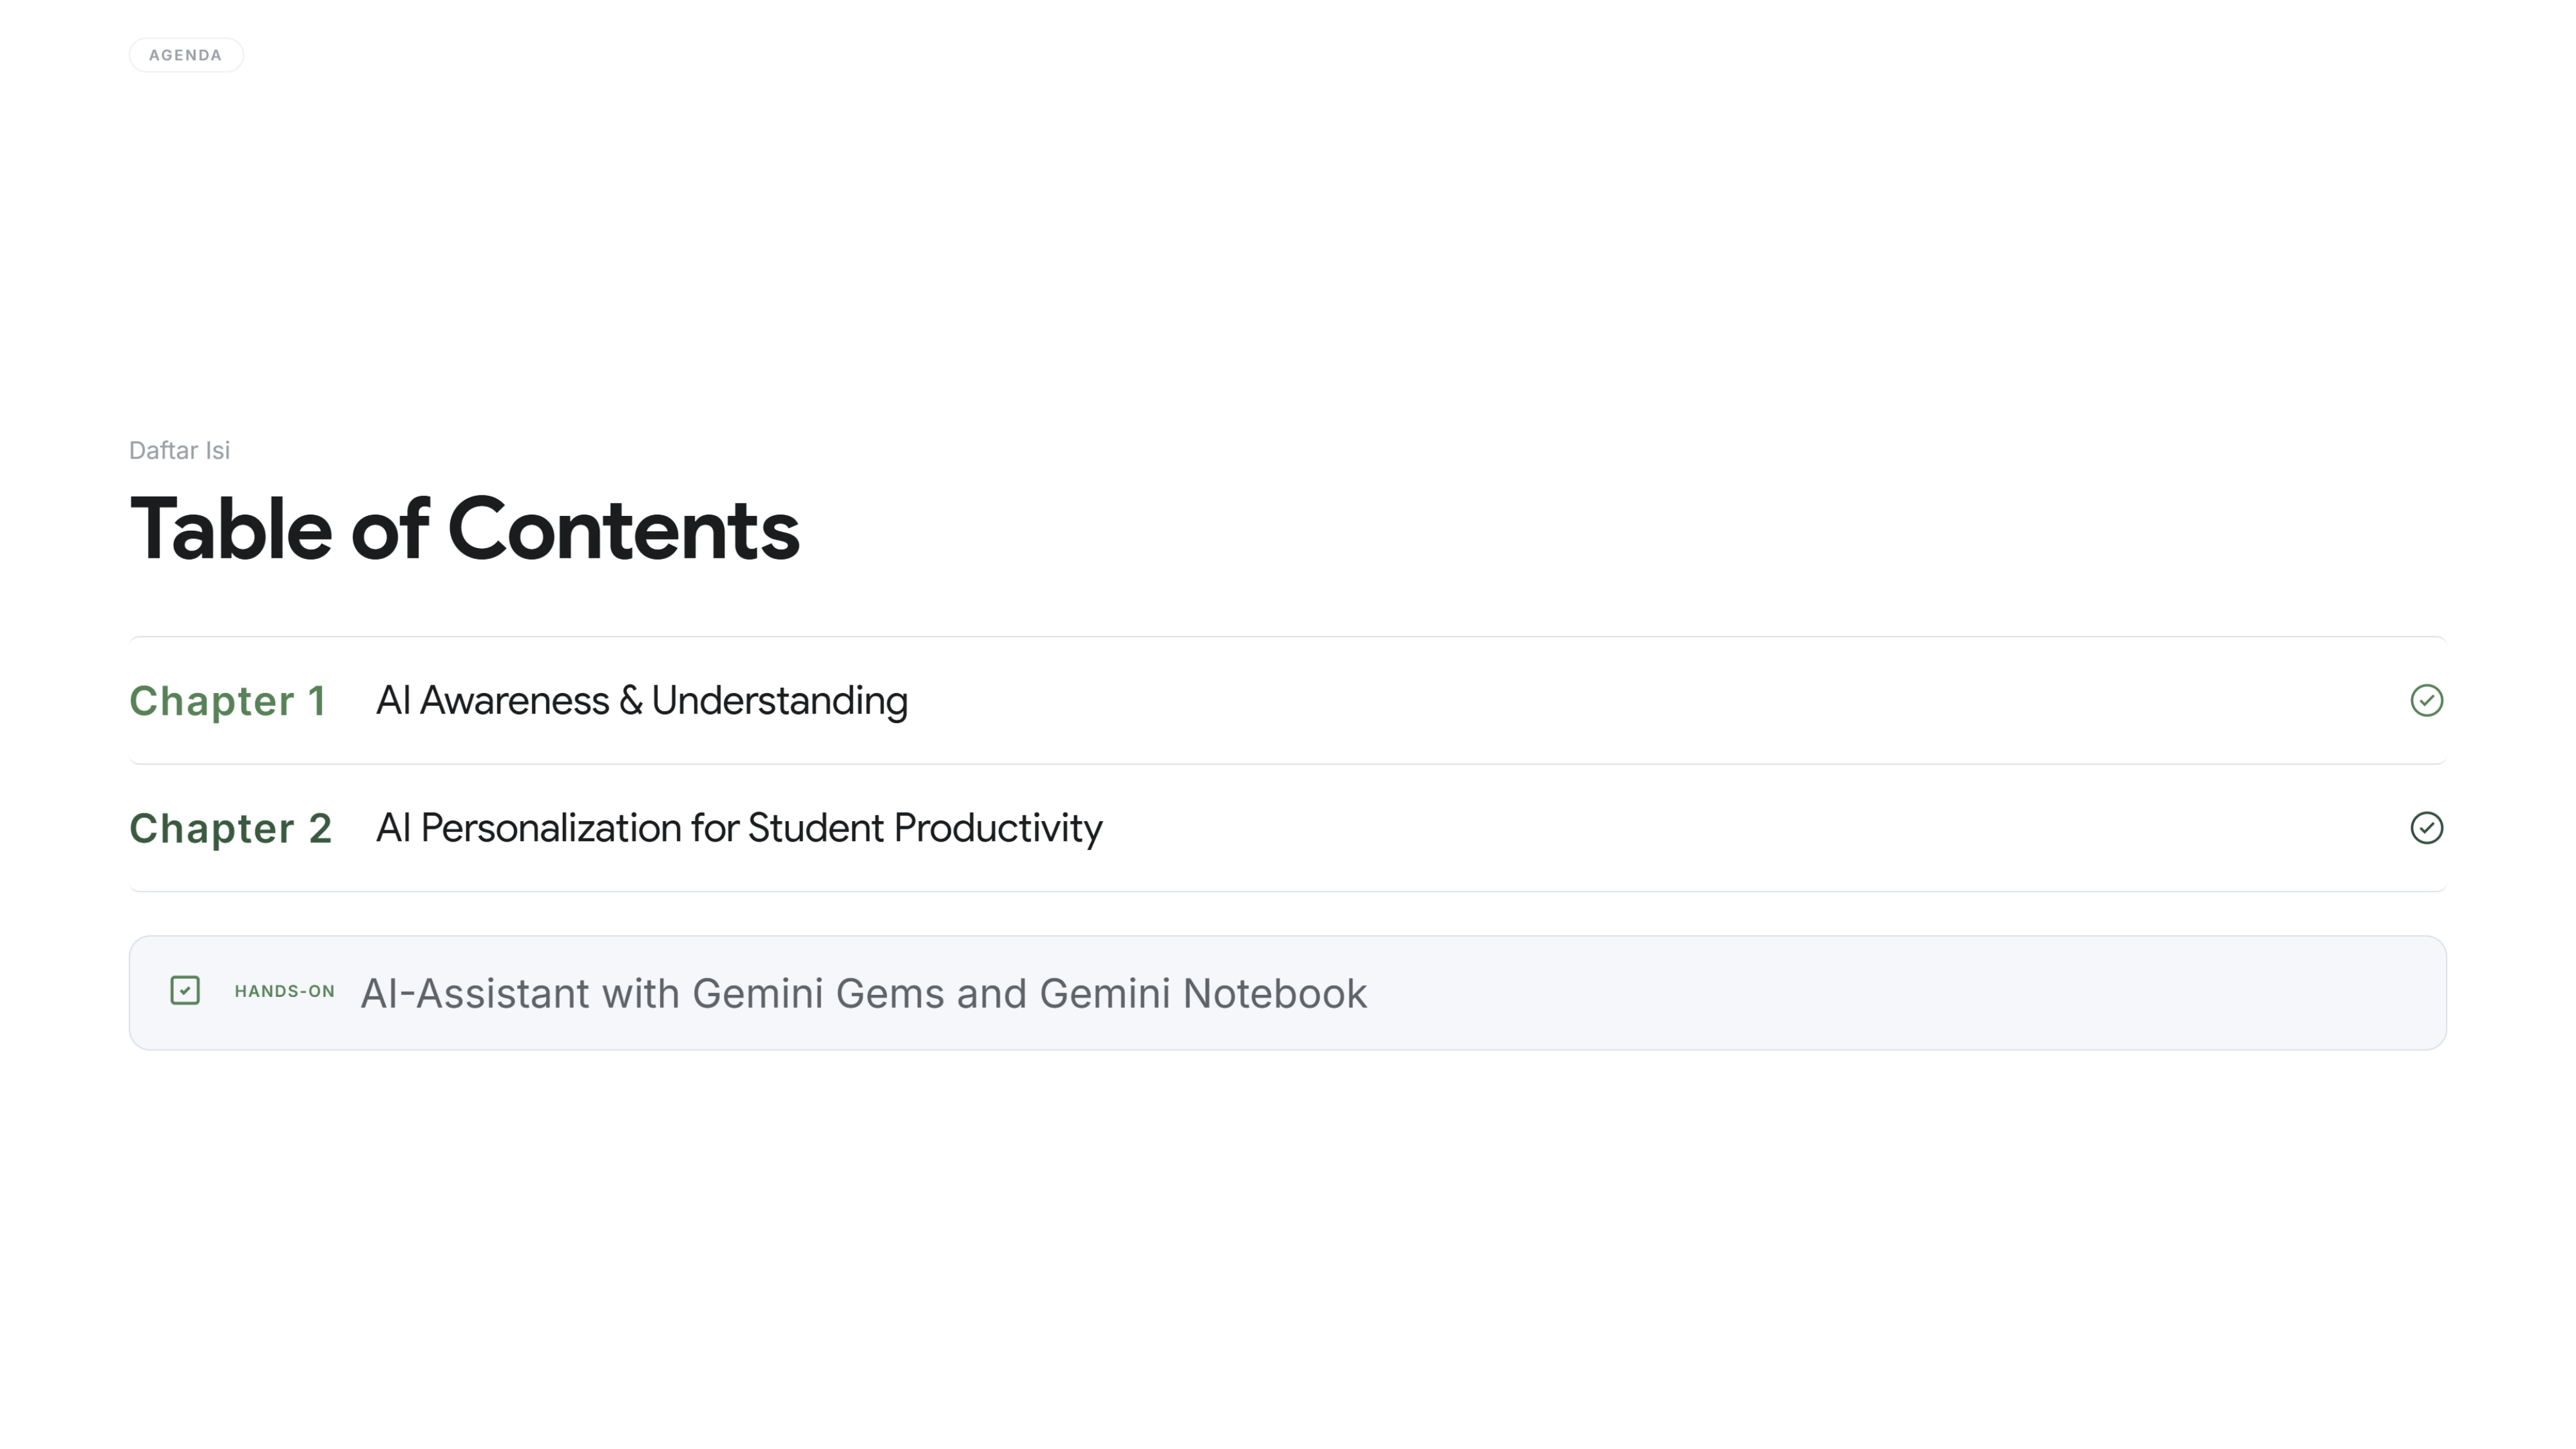 AGENDA
Daftar Isi
Table of Contents
Chapter 1 AI Awareness & Understanding
Chapter 2 AI Personalization for Student Productivity
HANDS-ON AI-Assistant with Gemini Gems and Gemini Notebook